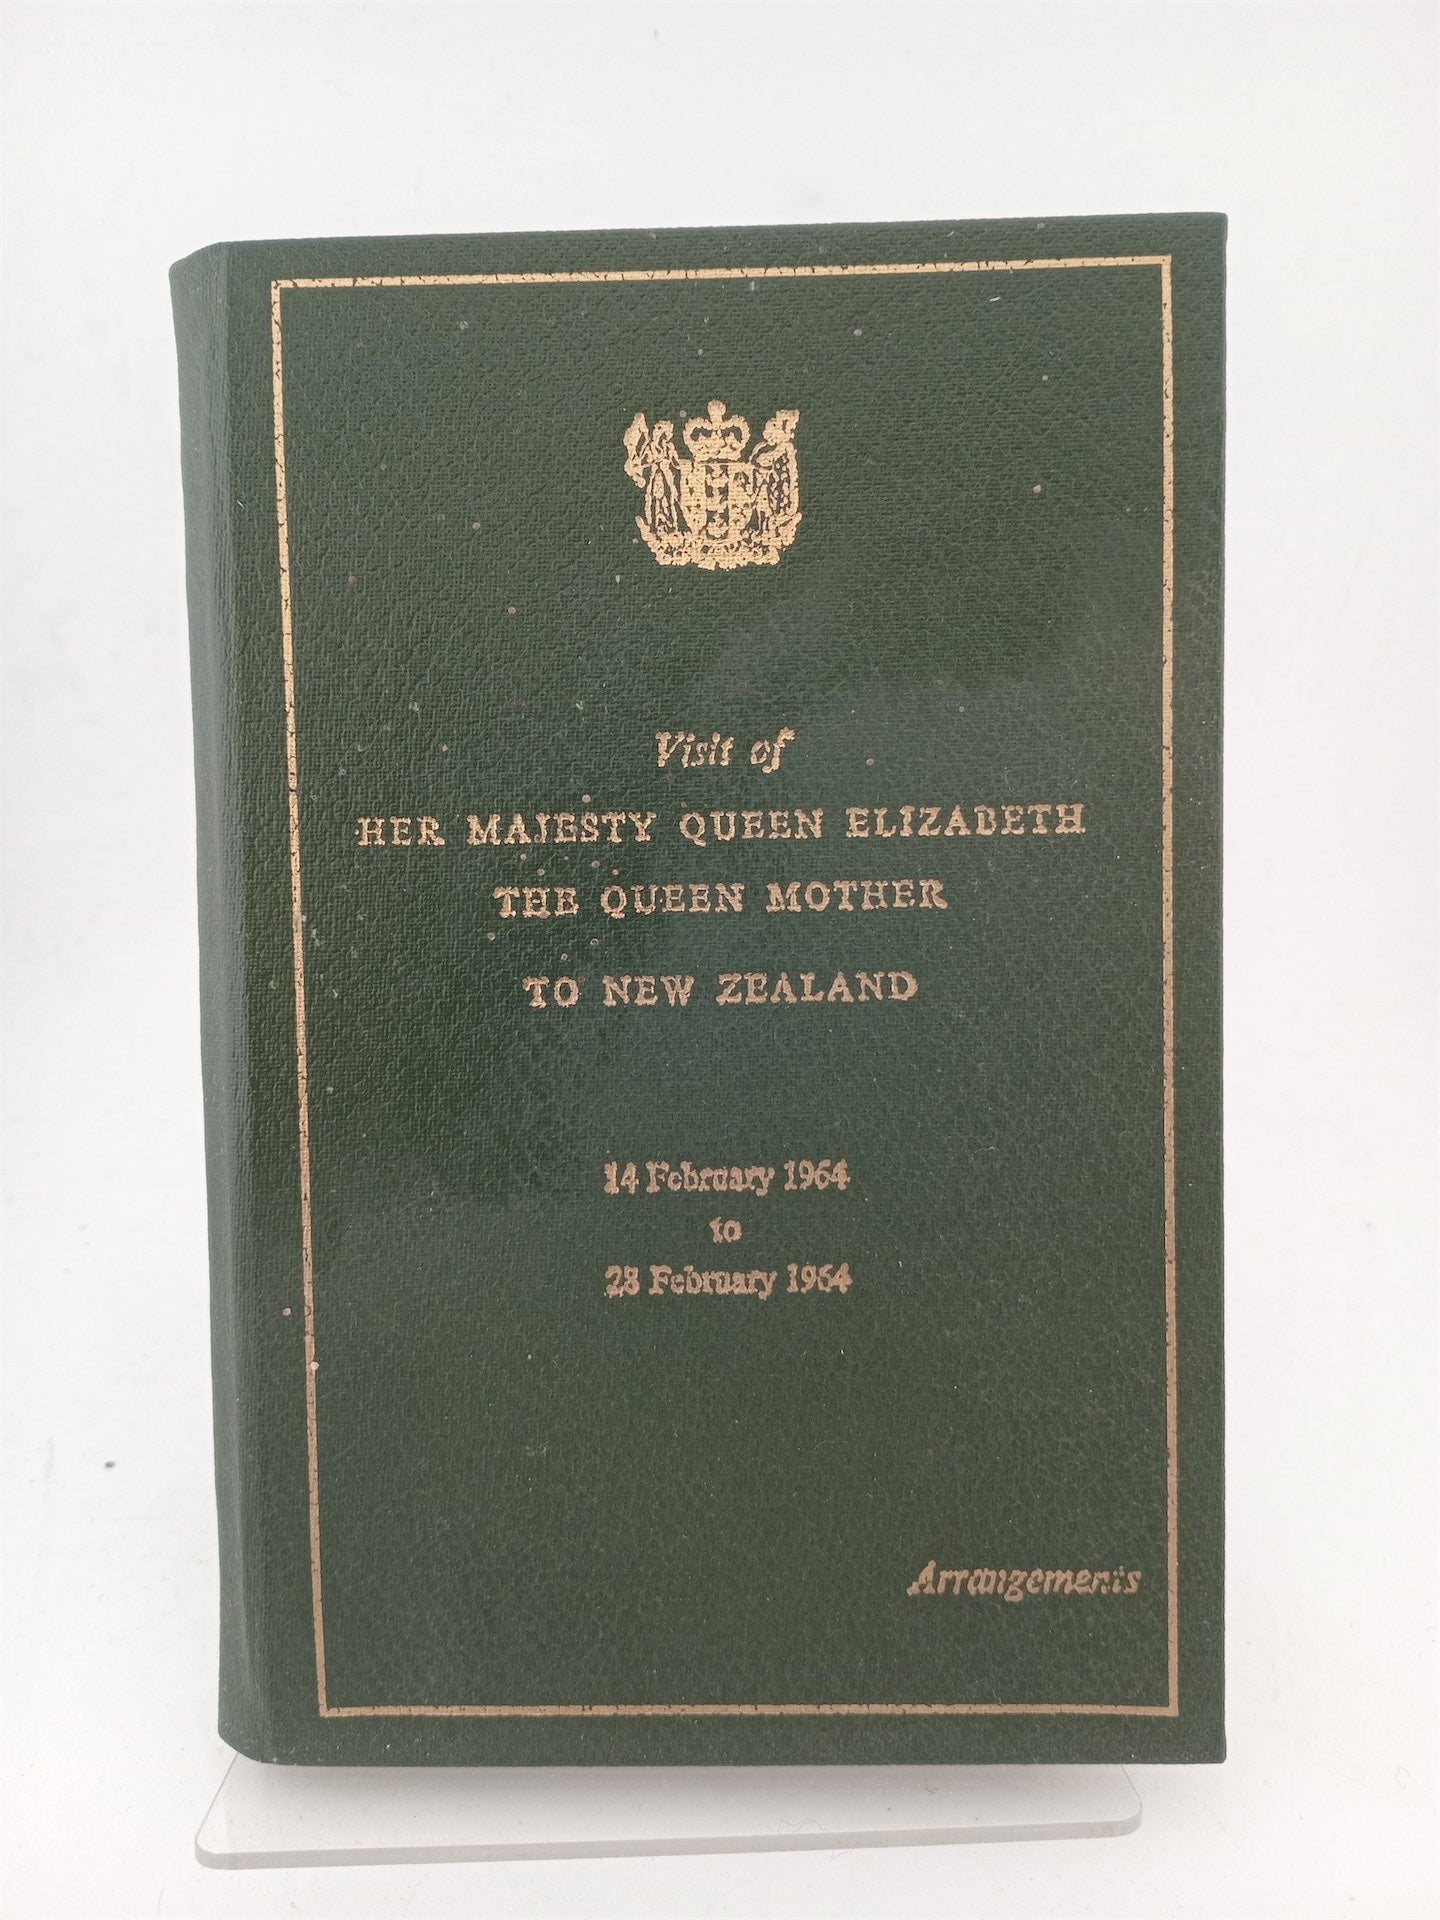 Visit of
HER MAJESTY QUEEN ELIZABETH
THE QUEEN MOTHER
TO NEW ZEALAND
14 February 1964
to
28 February 1964
Arrangements